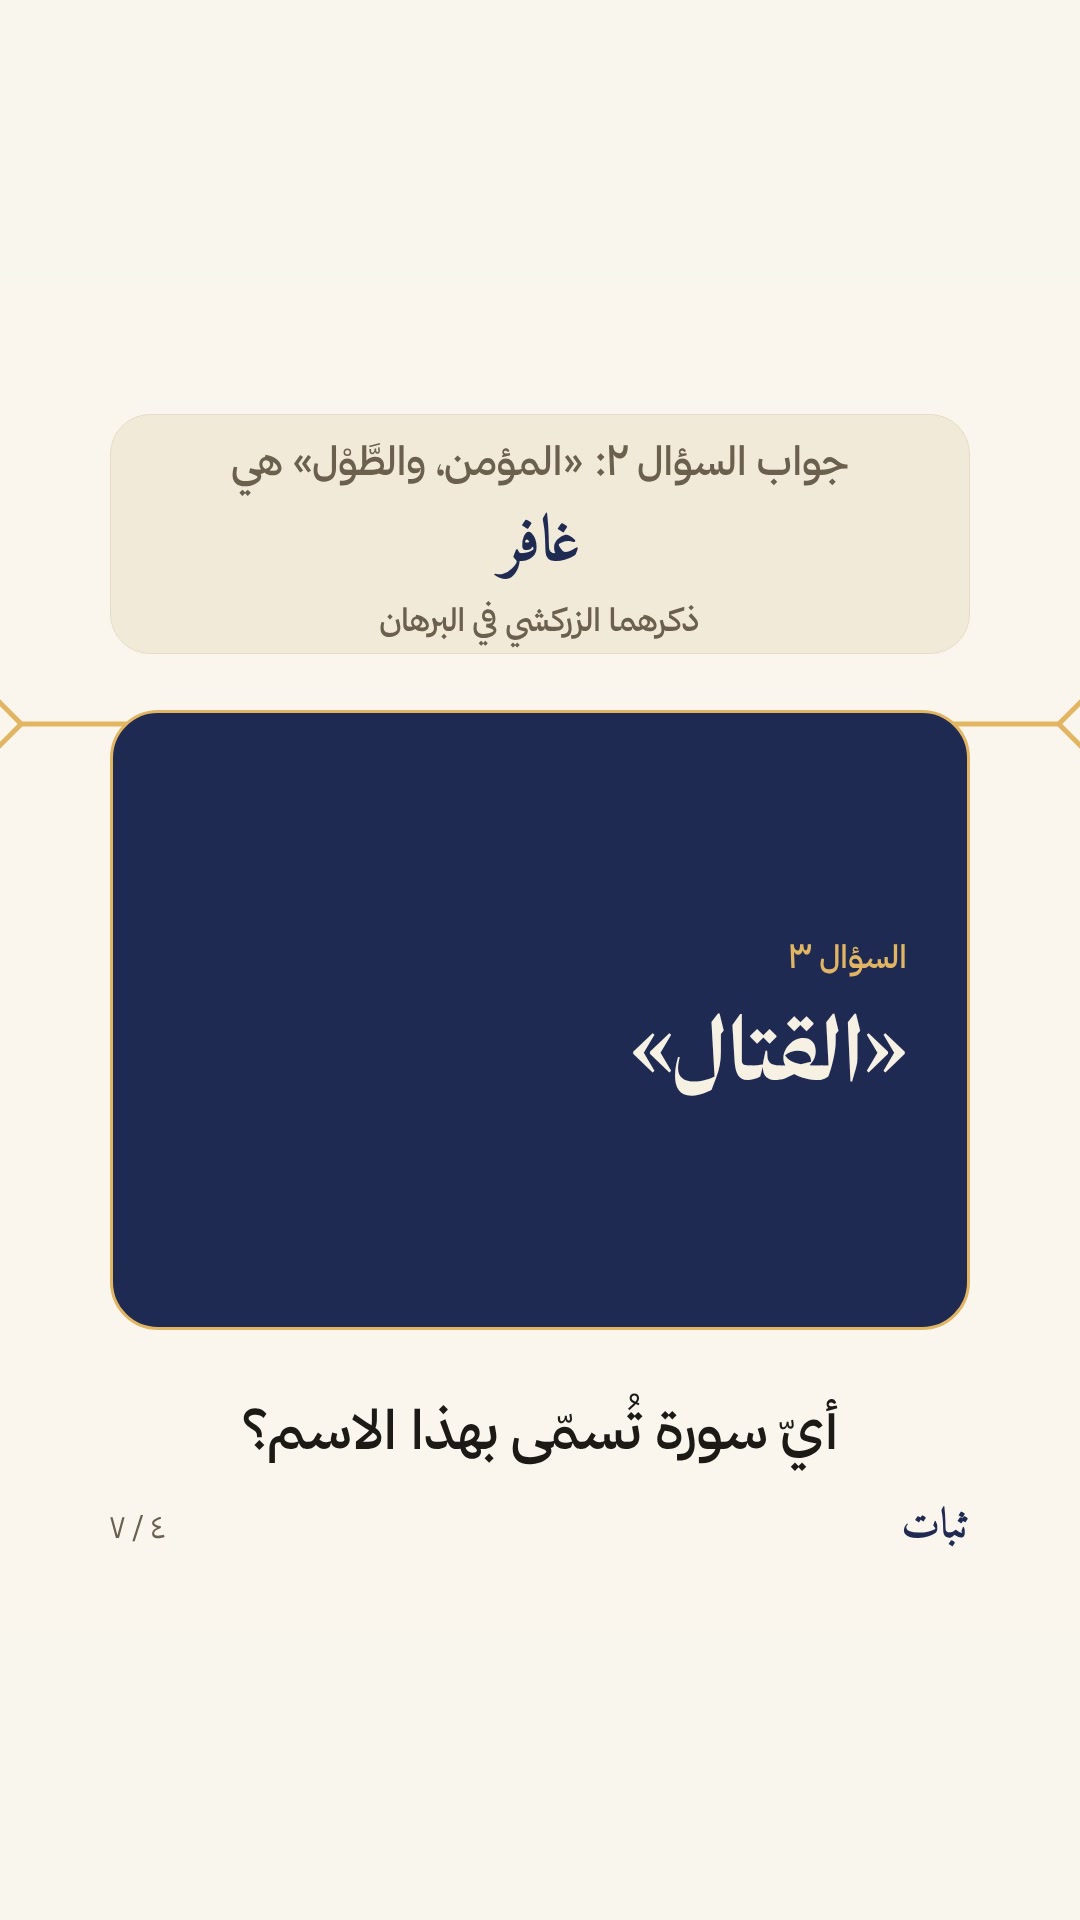 جواب السؤال ٢: «المؤمن، والطَّوْل» هي
غافر
ذكرهما الزركشي في البرهان
السؤال ٣
«القتال»
أيّ سورة تُسمّى بهذا الاسم؟
ثبات
٤ / ٧